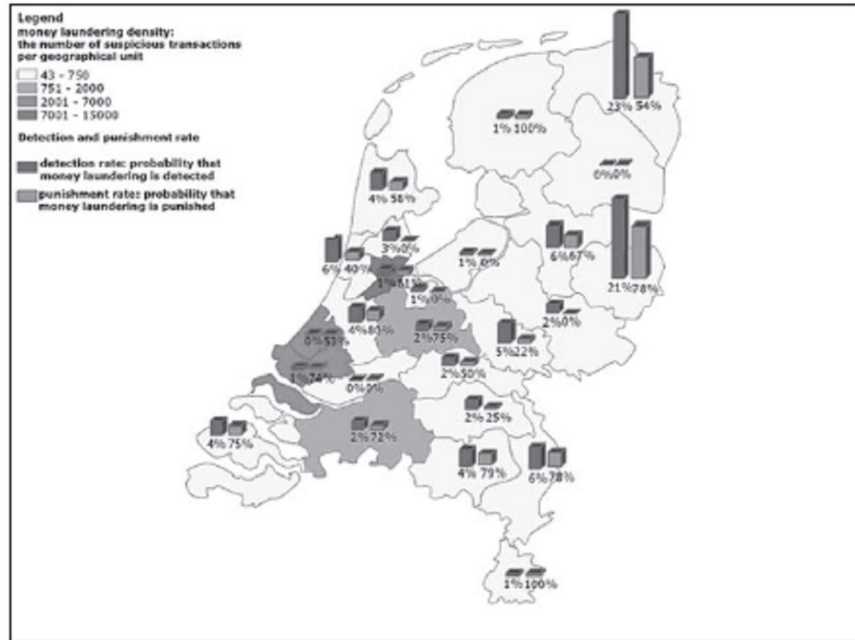 Legend
money laundering density:
the number of suspicious transactions
per geographical unit
43 - 750
751 - 2000
2001 - 7000
7001 - 15000
Detection and punishment rate
detection rate: probability that
money laundering is detected
punishment rate: probability that
money laundering is punished
23% 54%
1% 100%
0% 0%
4% 58%
3% 0%
6% 40%
1% 0%
6% 67%
21% 78%
1% 61%
1% 0%
2% 0%
4% 80%
0% 53%
2% 75%
5% 22%
1% 74%
0% 0%
2% 50%
2% 25%
4% 75%
2% 72%
4% 79%
6% 78%
1% 100%